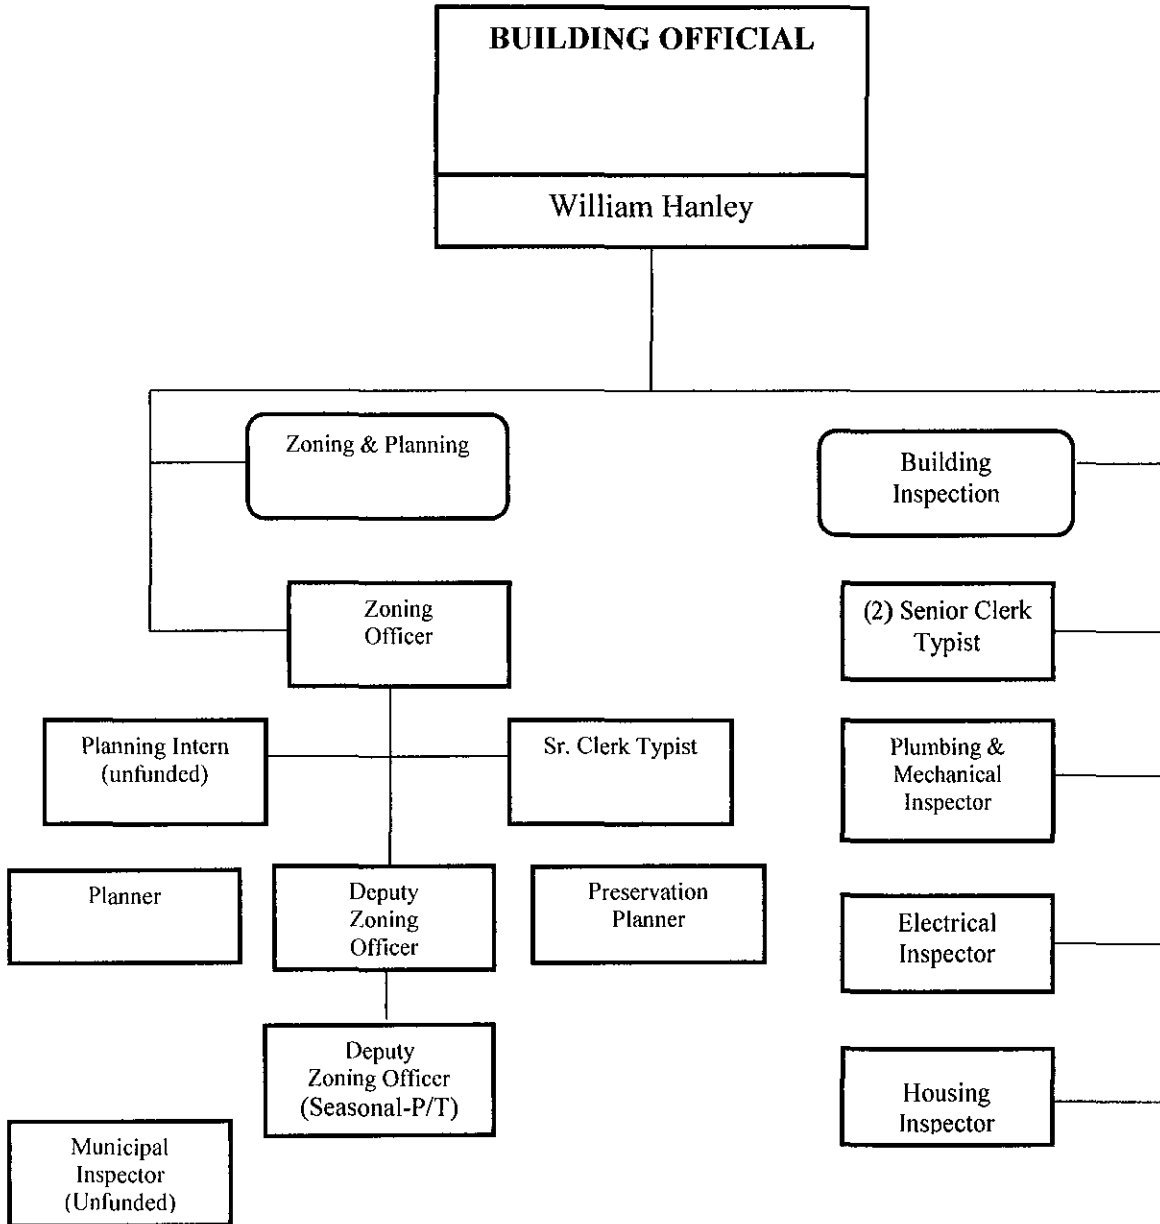 BUILDING OFFICIAL
William Hanley
Zoning & Planning
Building
Inspection
Zoning
Officer
(2) Senior Clerk
Typist
Planning Intern
(unfunded)
Sr. Clerk Typist
Plumbing &
Mechanical
Inspector
Planner
Deputy
Zoning
Officer
Preservation
Planner
Electrical
Inspector
Deputy
Zoning Officer
(Seasonal-P/T)
Housing
Inspector
Municipal
Inspector
(Unfunded)